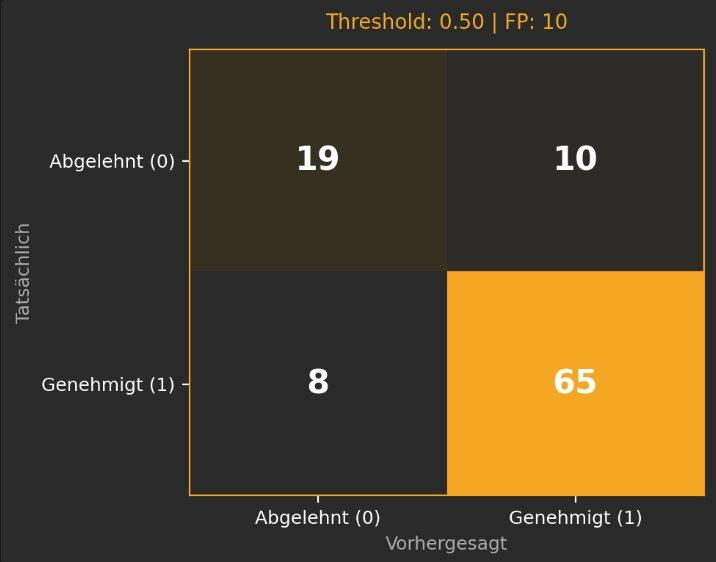 Threshold: 0.50 | FP: 10
Tatsächlich
Abgelehnt (0)
19
10
Genehmigt (1)
8
65
Abgelehnt (0)
Genehmigt (1)
Vorhergesagt